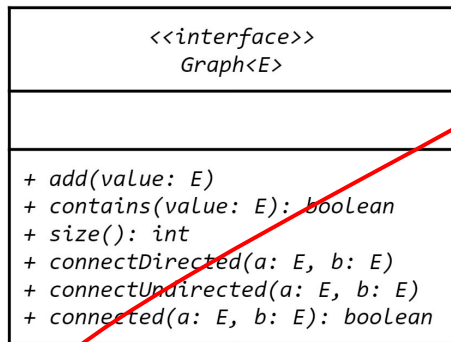 <<interface>>
Graph<E>
+ add(value: E)
+ contains(value: E): boolean
+ size(): int
+ connectDirected(a: E, b: E)
+ connectUndirected(a: E, b: E)
+ connected(a: E, b: E): boolean